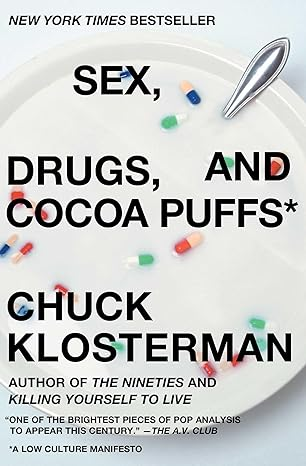 NEW YORK TIMES BESTSELLER
SEX,
DRUGS, AND
COCOA PUFFS*
CHUCK
KLOSTERMAN
AUTHOR OF THE NINETIES AND
KILLING YOURSELF TO LIVE
“ONE OF THE BRIGHTEST PIECES OF POP ANALYSIS
TO APPEAR THIS CENTURY.” —THE A.V. CLUB
*A LOW CULTURE MANIFESTO